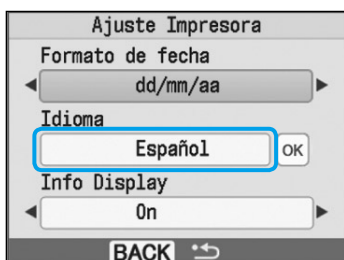 Ajuste Impresora
Formato de fecha
dd/mm/aa
Idioma
Español OK
Info Display
On
BACK